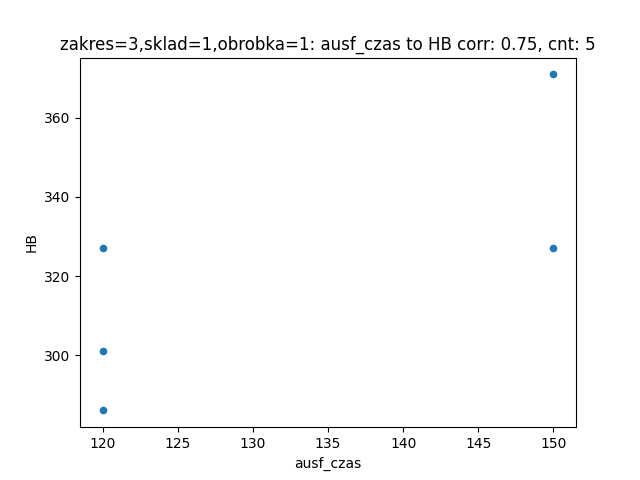 zakres=3,sklad=1,obrobka=1: ausf_czas to HB corr: 0.75, cnt: 5
HB
360
340
320
300
120 125 130 135 140 145 150
ausf_czas